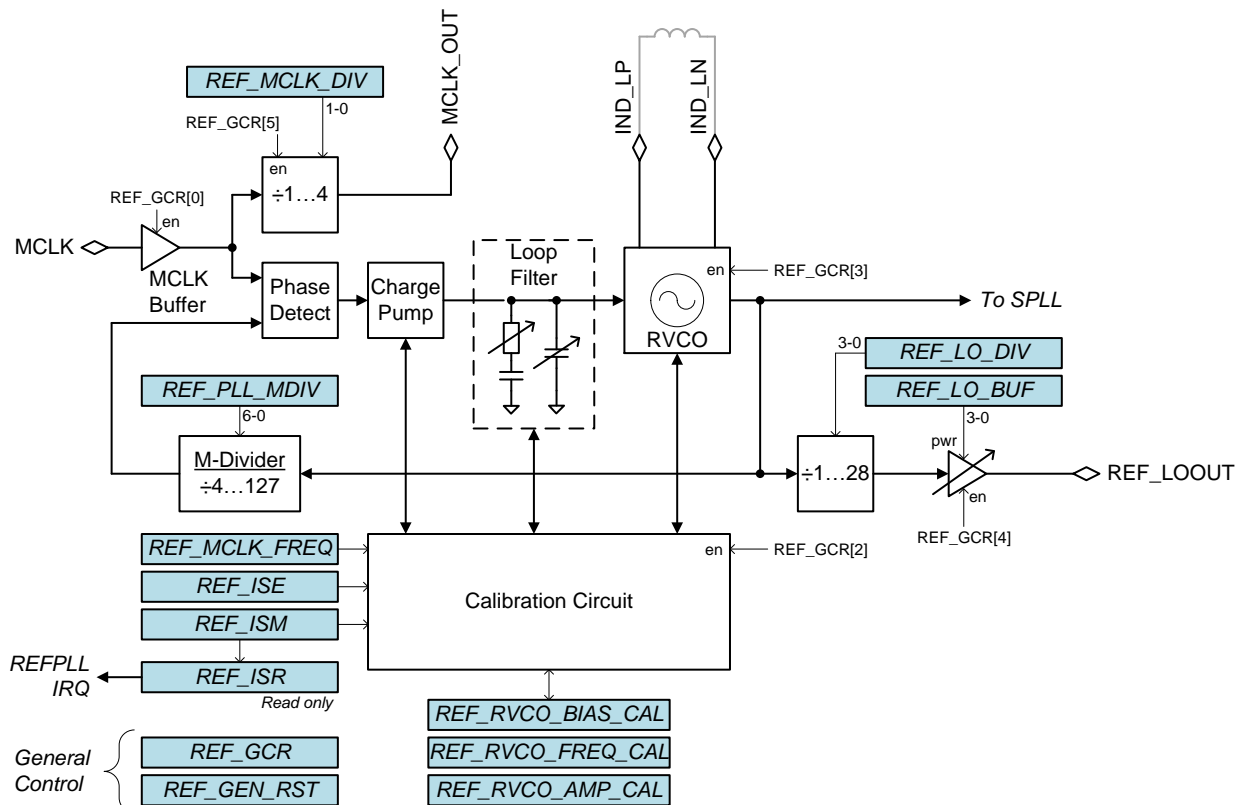 REF_MCLK_DIV
1-0
REF_GCR[5]
en
÷1…4
MCLK_OUT
IND_LP
IND_LN
REF_GCR[0]
en
MCLK
MCLK
Buffer
Phase
Detect
Charge
Pump
Loop
Filter
en
REF_GCR[3]
RVCO
To SPLL
3-0
REF_LO_DIV
REF_LO_BUF
3-0
REF_PLL_MDIV
6-0
M-Divider
÷4…127
÷1…28
pwr
en
REF_LOOUT
REF_GCR[4]
REF_MCLK_FREQ
REF_ISE
REF_ISM
REFPLL
IRQ
REF_ISR
Read only
Calibration Circuit
en
REF_GCR[2]
REF_RVCO_BIAS_CAL
REF_RVCO_FREQ_CAL
REF_RVCO_AMP_CAL
General
Control
REF_GCR
REF_GEN_RST